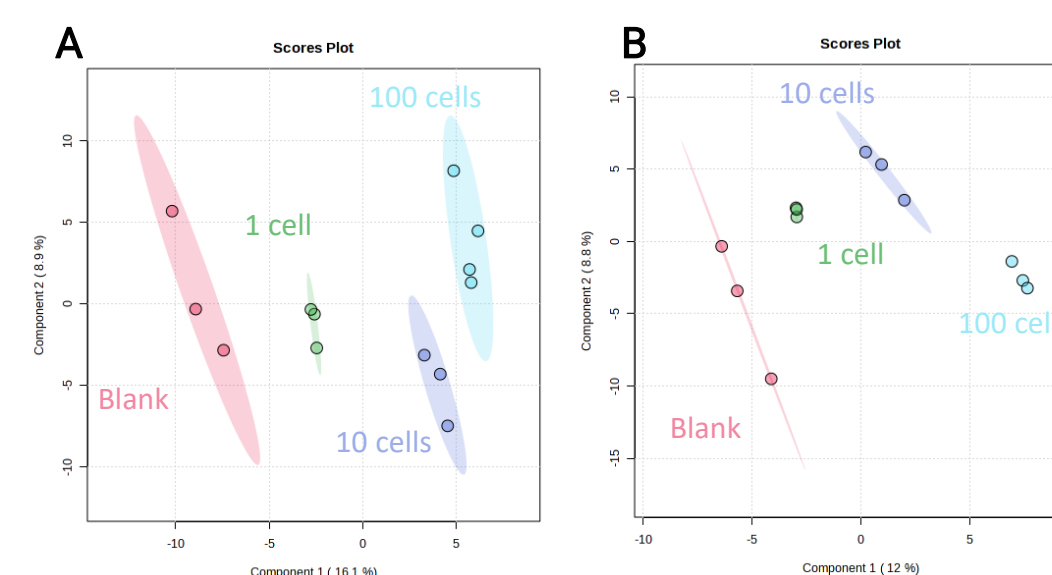 A
Scores Plot
100 cells
1 cell
Blank
10 cells
Component 2 ( 8.9 %)
10
5
0
-5
-10
-10
-5
0
5
Component 1 ( 16.1 %)
B
Scores Plot
10 cells
1 cell
100 cel
Blank
Component 2 ( 8.8 %)
10
5
0
-5
-10
-15
-10
-5
0
5
Component 1 ( 12 %)